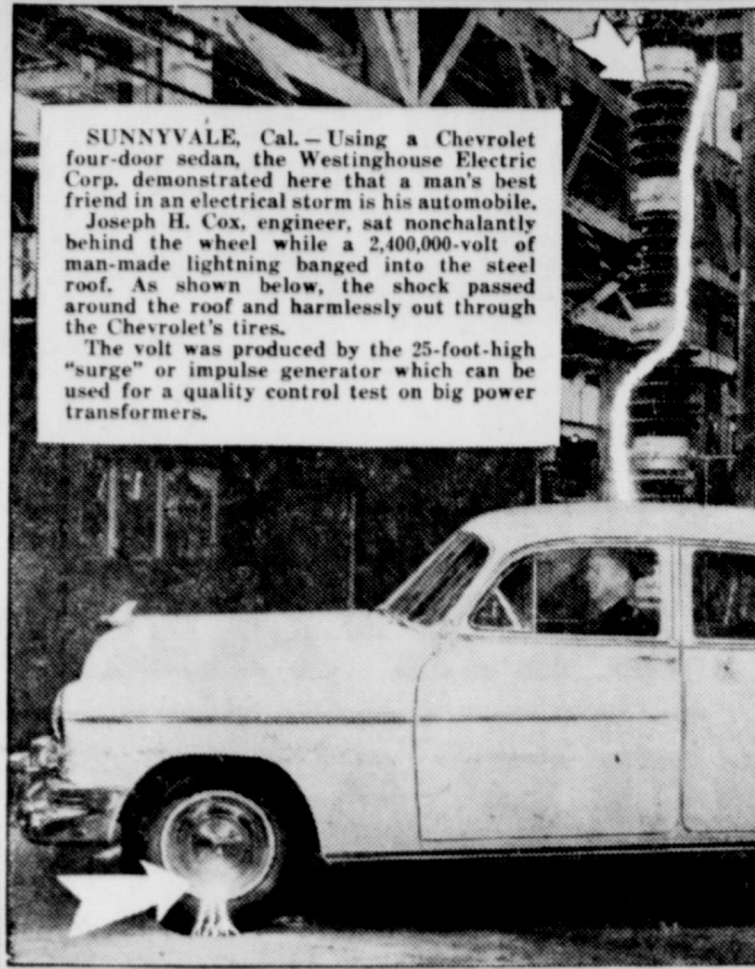 SUNNYVALE, Cal. — Using a Chevrolet
four-door sedan, the Westinghouse Electric
Corp. demonstrated here that a man's best
friend in an electrical storm is his automobile.
Joseph H. Cox, engineer, sat nonchalantly
behind the wheel while a 2,400,000-volt of
man-made lightning banged into the steel
roof. As shown below, the shock passed
around the roof and harmlessly out through
the Chevrolet's tires.
The volt was produced by the 25-foot-high
"surge" or impulse generator which can be
used for a quality control test on big power
transformers.